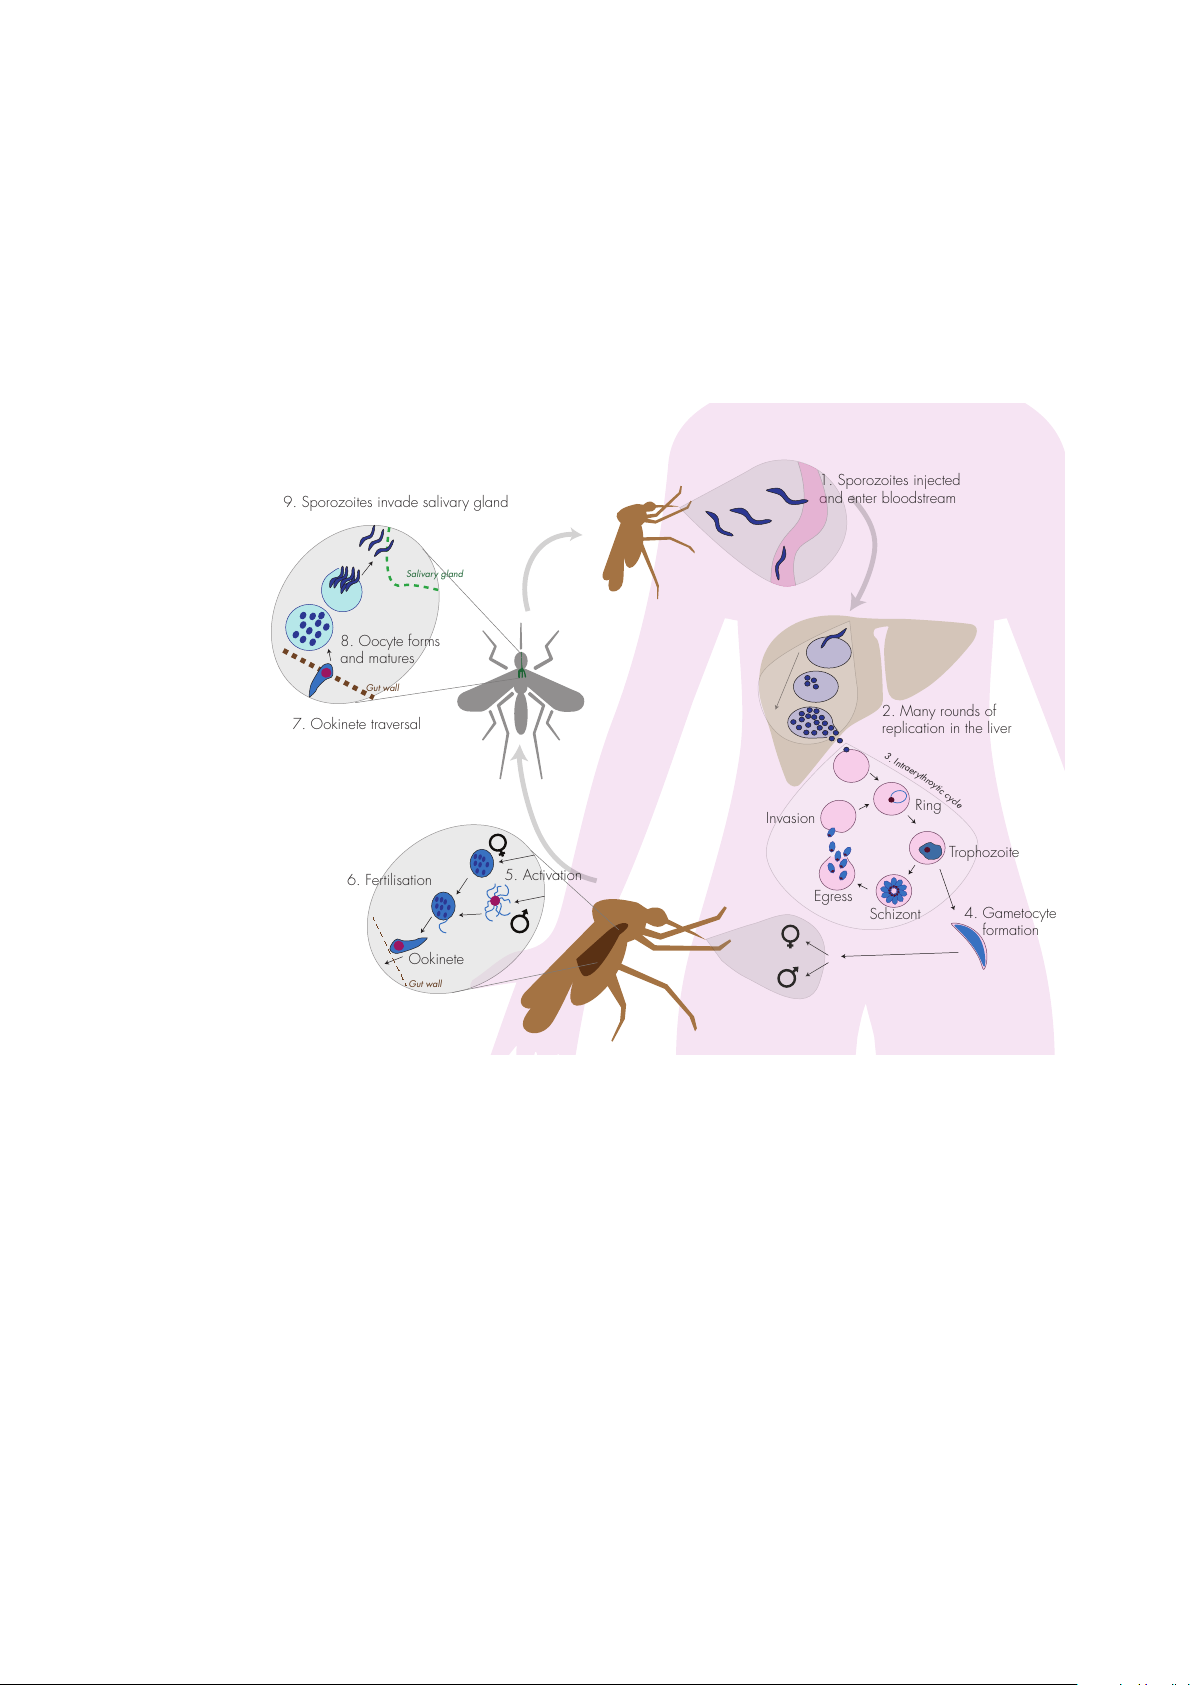 1. Sporozoites injected
and enter bloodstream
2. Many rounds of
replication in the liver
3. Intraerythroytic cycle
Ring
Invasion
Trophozoite
Egress
Schizont
4. Gametocyte
formation
5. Activation
6. Fertilisation
Ookinete
Gut wall
7. Ookinete traversal
8. Oocyte forms
and matures
Gut wall
9. Sporozoites invade salivary gland
Salivary gland